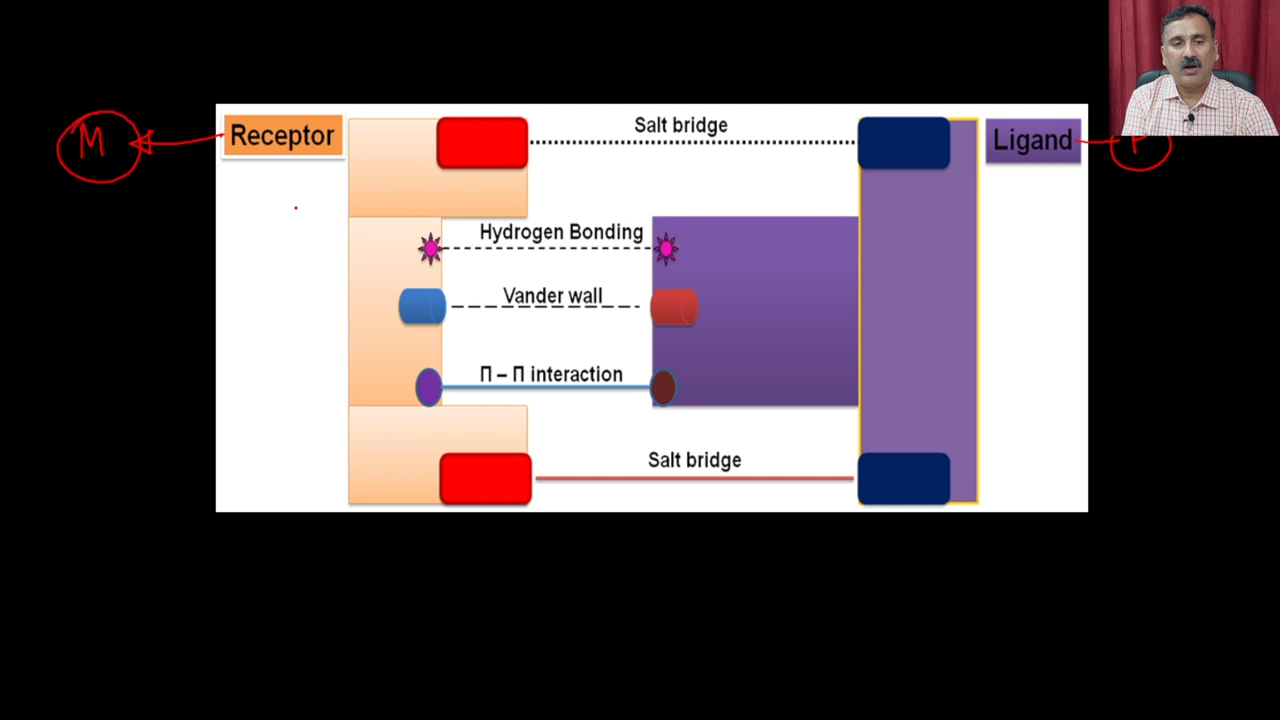 M
Receptor
Salt bridge
Ligand
Hydrogen Bonding
Vander wall
Π – Π interaction
Salt bridge